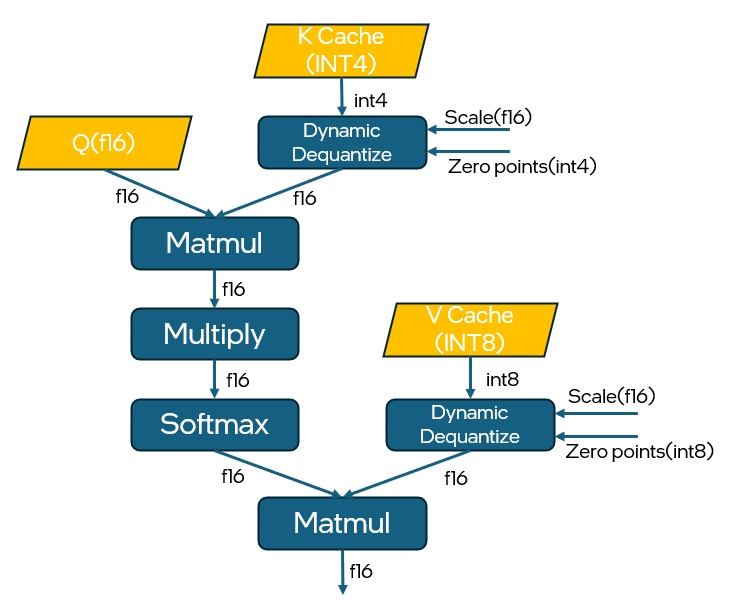 K Cache
(INT4)
int4
Scale(f16)
Dynamic
Dequantize
Q(f16)
Zero points(int4)
f16
f16
Matmul
f16
Multiply
V Cache
(INT8)
f16
int8
Scale(f16)
Softmax
Dynamic
Dequantize
Zero points(int8)
f16
f16
Matmul
f16